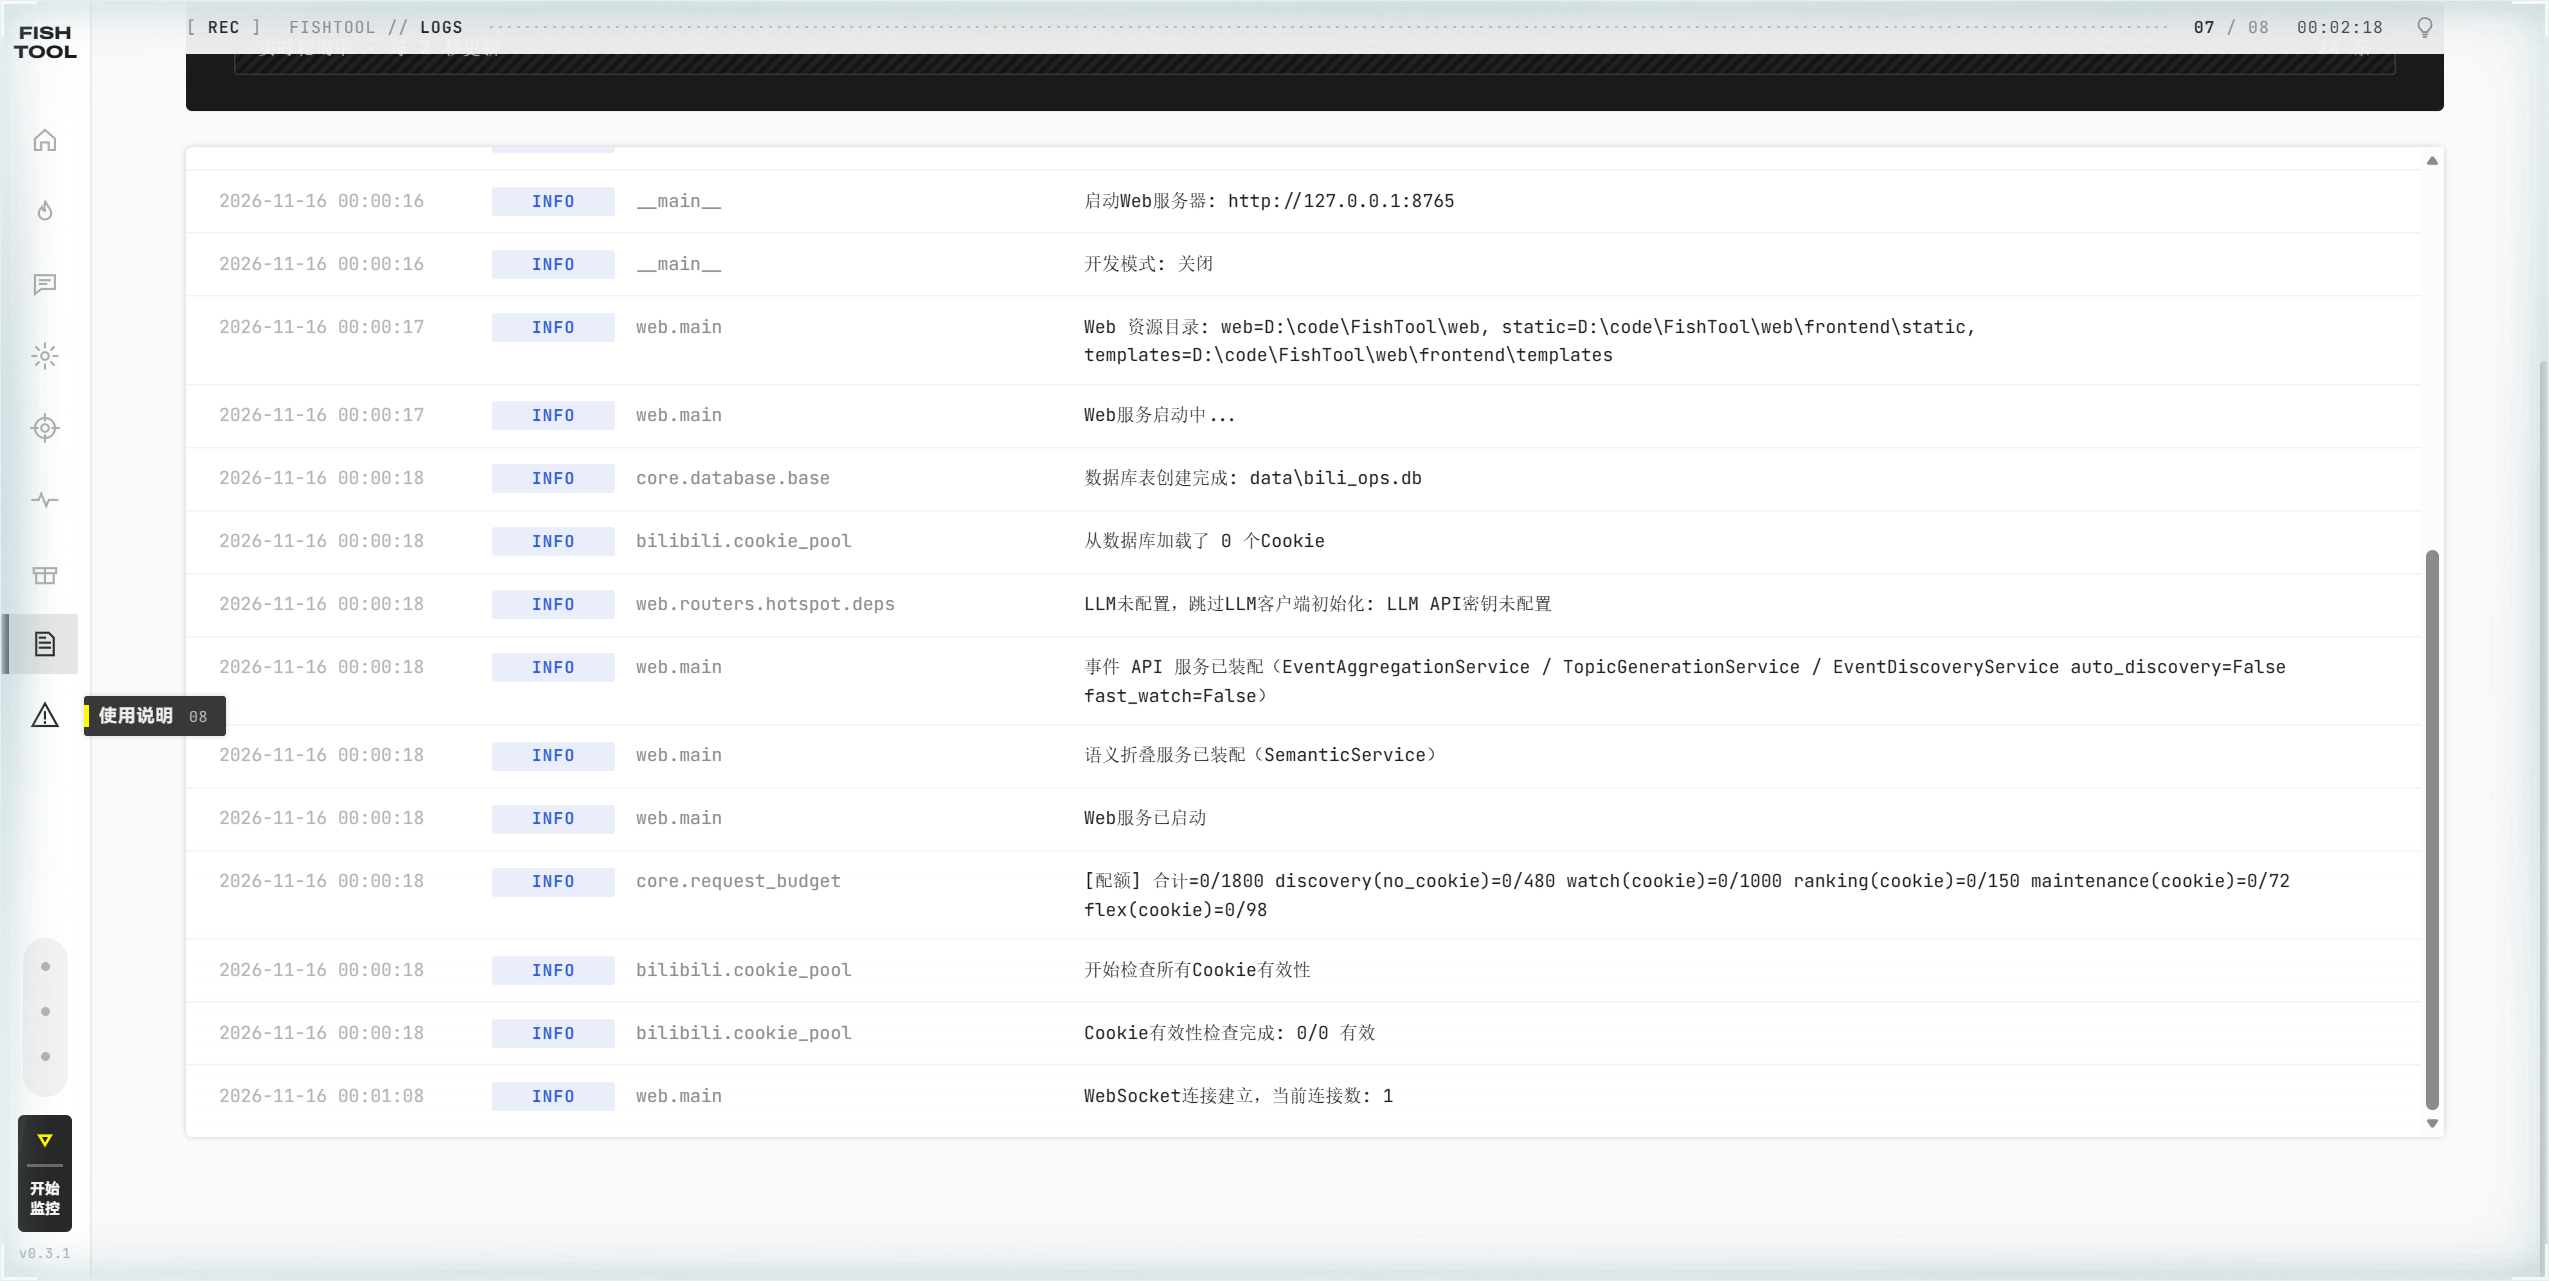 FISH
TOOL
[ REC ] FISHTOOL // LOGS
07 / 08 00:02:18
2026-11-16 00:00:16 INFO __main__ 启动Web服务器: http://127.0.0.1:8765
2026-11-16 00:00:16 INFO __main__ 开发模式: 关闭
2026-11-16 00:00:17 INFO web.main Web 资源目录: web=D:\code\FishTool\web, static=D:\code\FishTool\web\frontend\static,
templates=D:\code\FishTool\web\frontend\templates
2026-11-16 00:00:17 INFO web.main Web服务启动中...
2026-11-16 00:00:18 INFO core.database.base 数据库表创建完成: data\bili_ops.db
2026-11-16 00:00:18 INFO bilibili.cookie_pool 从数据库加载了 0 个Cookie
2026-11-16 00:00:18 INFO web.routers.hotspot.deps LLM未配置，跳过LLM客户端初始化: LLM API密钥未配置
2026-11-16 00:00:18 INFO web.main 事件 API 服务已装配（EventAggregationService / TopicGenerationService / EventDiscoveryService auto_discovery=False
fast_watch=False）
使用说明 08
2026-11-16 00:00:18 INFO web.main 语义折叠服务已装配（SemanticService）
2026-11-16 00:00:18 INFO web.main Web服务已启动
2026-11-16 00:00:18 INFO core.request_budget [配额] 合计=0/1800 discovery(no_cookie)=0/480 watch(cookie)=0/1000 ranking(cookie)=0/150 maintenance(cookie)=0/72
flex(cookie)=0/98
2026-11-16 00:00:18 INFO bilibili.cookie_pool 开始检查所有Cookie有效性
2026-11-16 00:00:18 INFO bilibili.cookie_pool Cookie有效性检查完成: 0/0 有效
2026-11-16 00:01:08 INFO web.main WebSocket连接建立，当前连接数: 1
开始
监控
v0.3.1